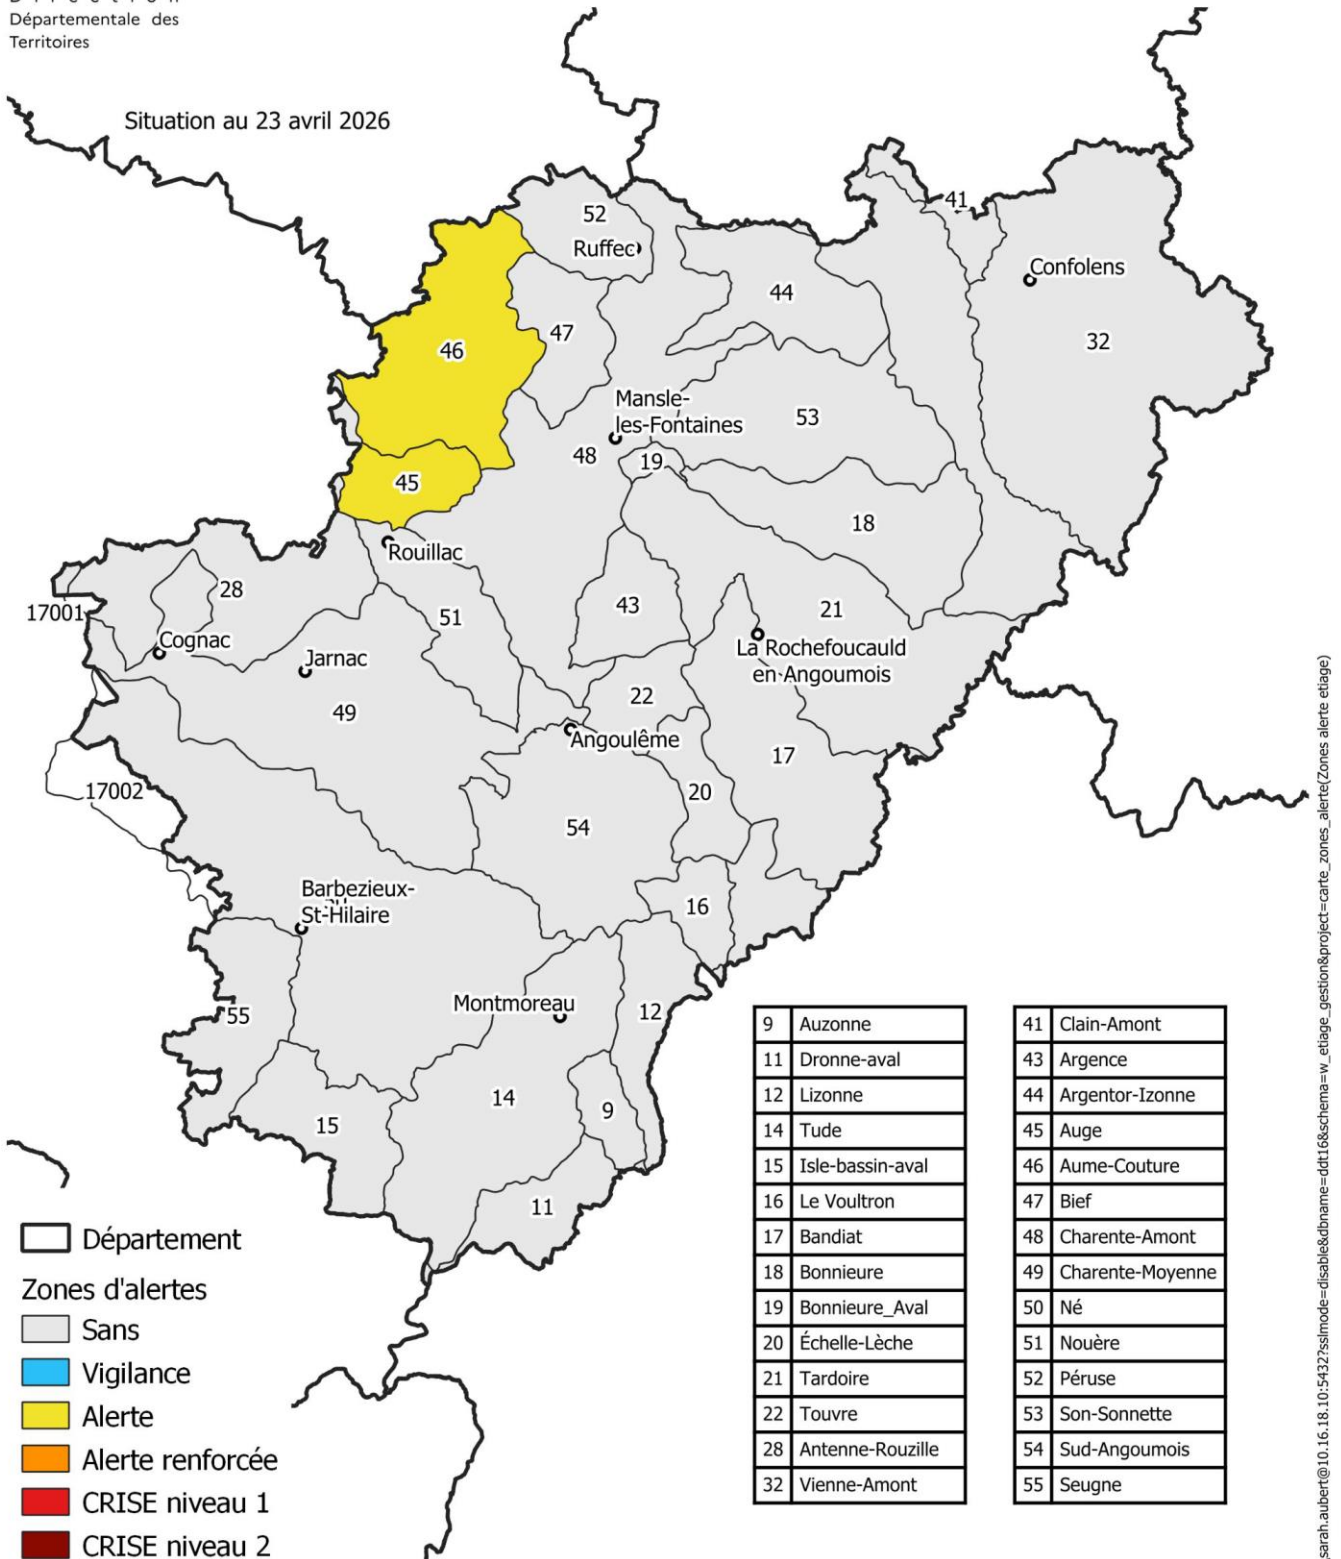 Direction
Départementale des
Territoires
Situation au 23 avril 2026
52
Ruffec
41
Confolens
44
32
46
47
Mansle-
les-Fontaines
53
48
19
45
18
Rouillac
28
17001
43
21
51
Cognac
La Rochefoucauld
en Angoumois
Jarnac
22
49
Angoulême
17
17002
20
54
Barbezieux-
St-Hilaire
16
Montmoreau
12
55
14
9
15
11
9 Auzonne
11 Dronne-aval
12 Lizonne
14 Tude
15 Isle-bassin-aval
16 Le Voultron
17 Bandiat
18 Bonnieure
19 Bonnieure_Aval
20 Échelle-Lèche
21 Tardoire
22 Touvre
28 Antenne-Rouzille
32 Vienne-Amont
41 Clain-Amont
43 Argence
44 Argentor-Izonne
45 Auge
46 Aume-Couture
47 Bief
48 Charente-Amont
49 Charente-Moyenne
50 Né
51 Nouère
52 Péruse
53 Son-Sonnette
54 Sud-Angoumois
55 Seugne
Département
Zones d'alertes
Sans
Vigilance
Alerte
Alerte renforcée
CRISE niveau 1
CRISE niveau 2
sarah.aubert@10.16.18.10:5432?sslmode=disable&dbname=ddt16&schema=w_etiage_gestion&project=carte_zones_alerte(Zones alerte etiage)